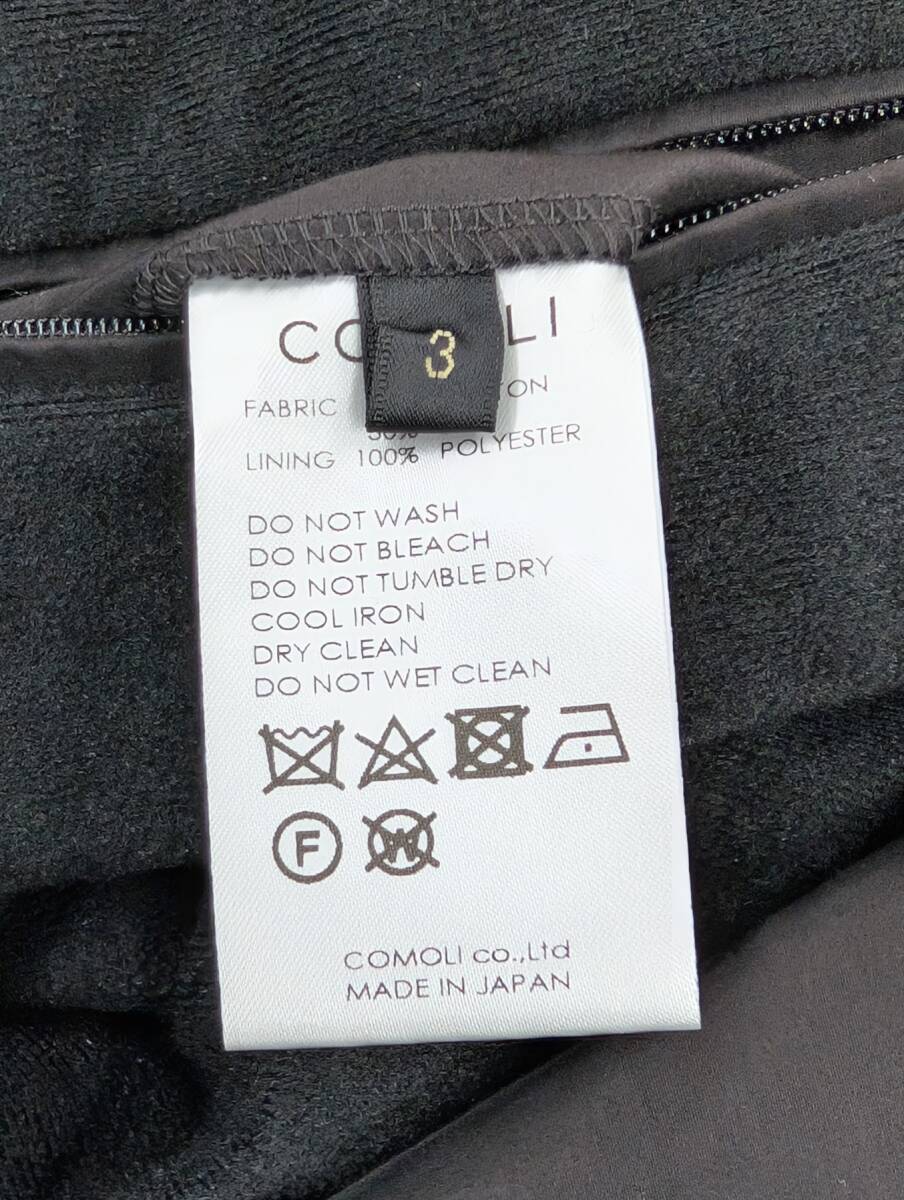 3
FABRIC
LINING 100% POLYESTER
DO NOT WASH
DO NOT BLEACH
DO NOT TUMBLE DRY
COOL IRON
DRY CLEAN
DO NOT WET CLEAN
F W
COMOLI co.,Ltd
MADE IN JAPAN